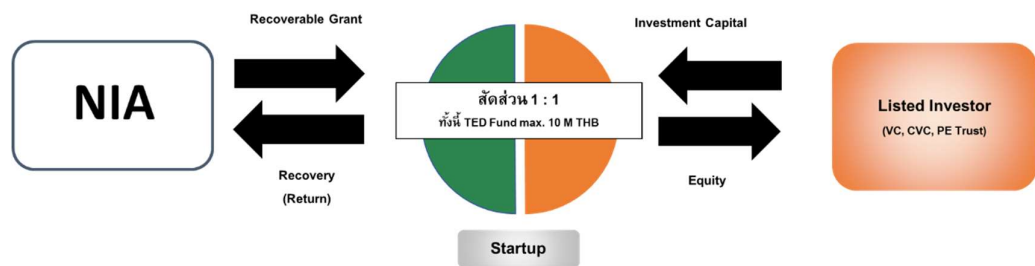 Recoverable Grant
Investment Capital
NIA
สัดส่วน 1 : 1
ทั้งนี้ TED Fund max. 10 M THB
Listed Investor
(VC, CVC, PE Trust)
Recovery
(Return)
Equity
Startup